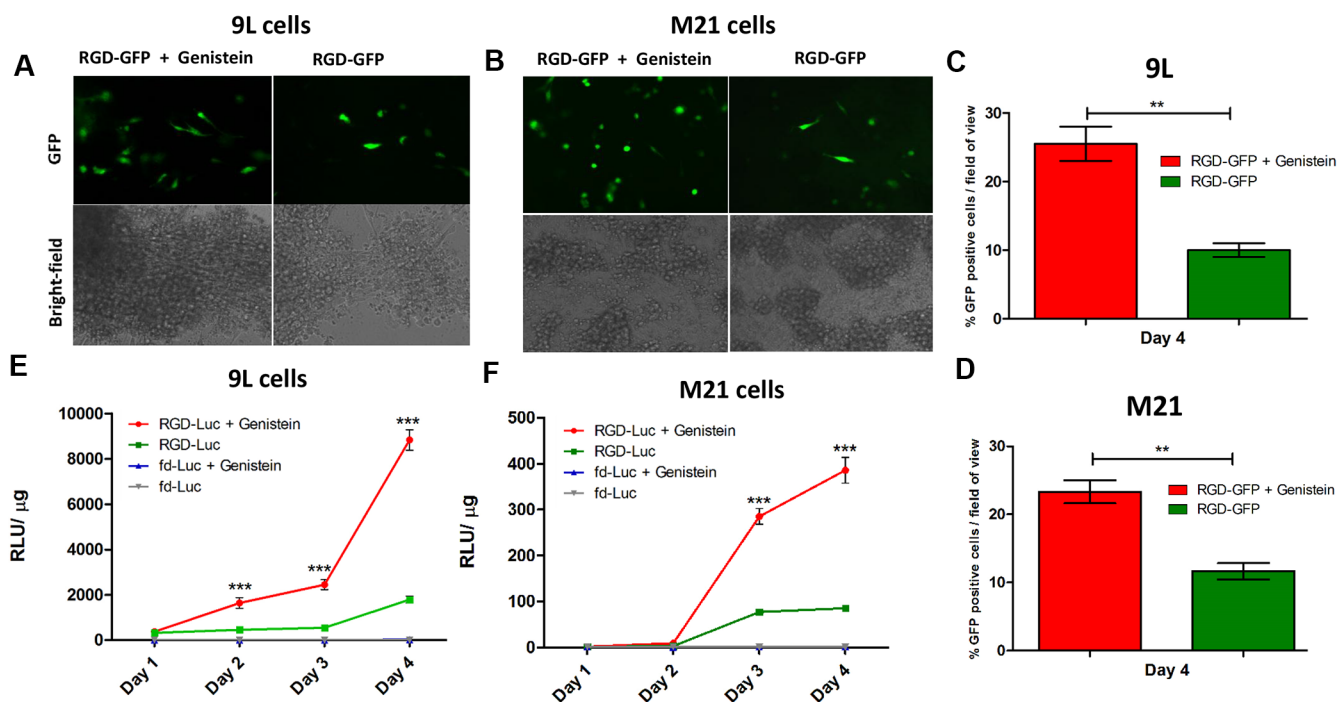 9L cells
A
RGD-GFP + Genistein
RGD-GFP
GFP
Bright-field
M21 cells
B
RGD-GFP + Genistein
RGD-GFP
C
9L
**
% GFP positive cells / field of view
30
20
10
0
RGD-GFP + Genistein
RGD-GFP
Day 4
E
9L cells
RLU/ µg
10000
8000
6000
4000
2000
0
RGD-Luc + Genistein
RGD-Luc
fd-Luc + Genistein
fd-Luc
***
***
***
Day 1
Day 2
Day 3
Day 4
F
M21 cells
RLU/ µg
500
400
300
200
100
0
RGD-Luc + Genistein
RGD-Luc
fd-Luc + Genistein
fd-Luc
***
***
Day 1
Day 2
Day 3
Day 4
D
M21
**
% GFP positive cells / field of view
30
20
10
0
RGD-GFP + Genistein
RGD-GFP
Day 4